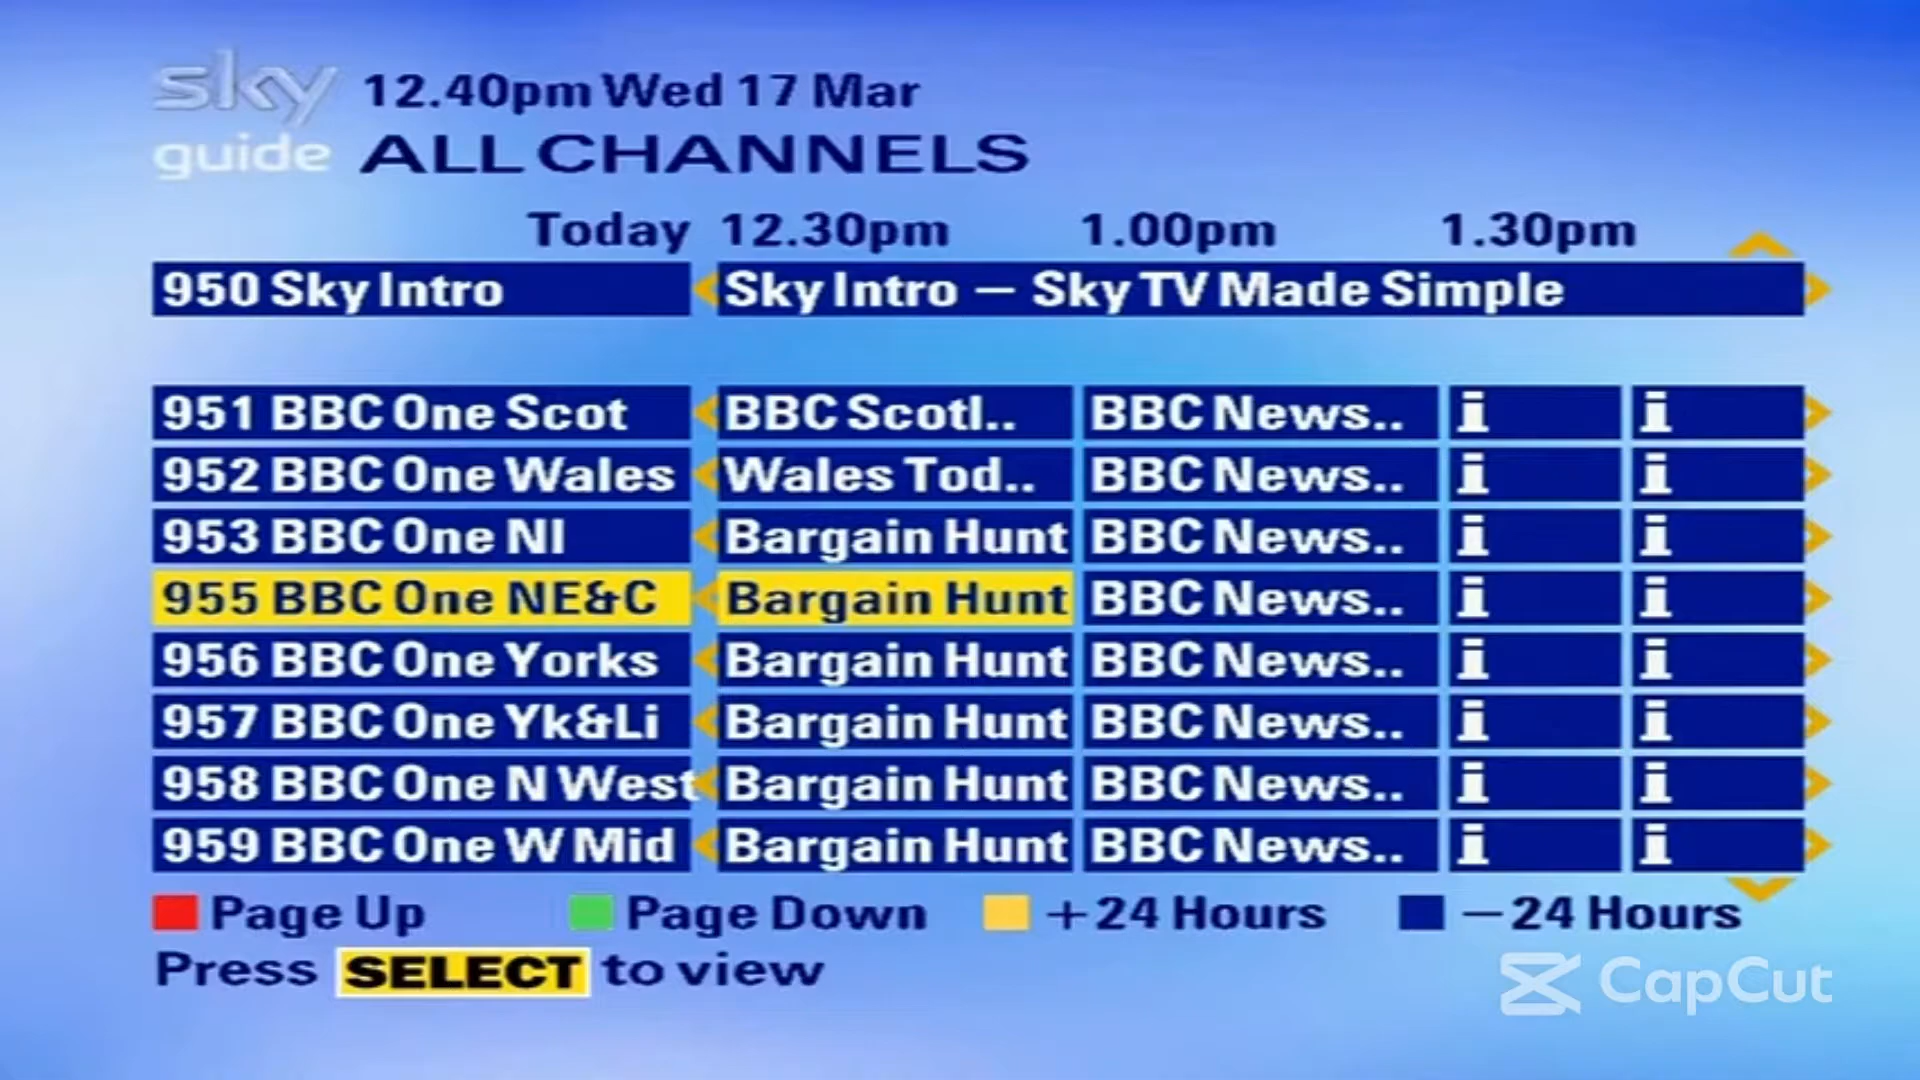 sky guide 12.40pm Wed 17 Mar
ALL CHANNELS
Today 12.30pm 1.00pm 1.30pm
950 Sky Intro Sky Intro – Sky TV Made Simple
951 BBC One Scot BBC Scotl.. BBC News.. i i
952 BBC One Wales Wales Tod.. BBC News.. i i
953 BBC One NI Bargain Hunt BBC News.. i i
955 BBC One NE&C Bargain Hunt BBC News.. i i
956 BBC One Yorks Bargain Hunt BBC News.. i i
957 BBC One Yk&Li Bargain Hunt BBC News.. i i
958 BBC One N West Bargain Hunt BBC News.. i i
959 BBC One W Mid Bargain Hunt BBC News.. i i
Page Up Page Down +24 Hours –24 Hours
Press SELECT to view
CapCut